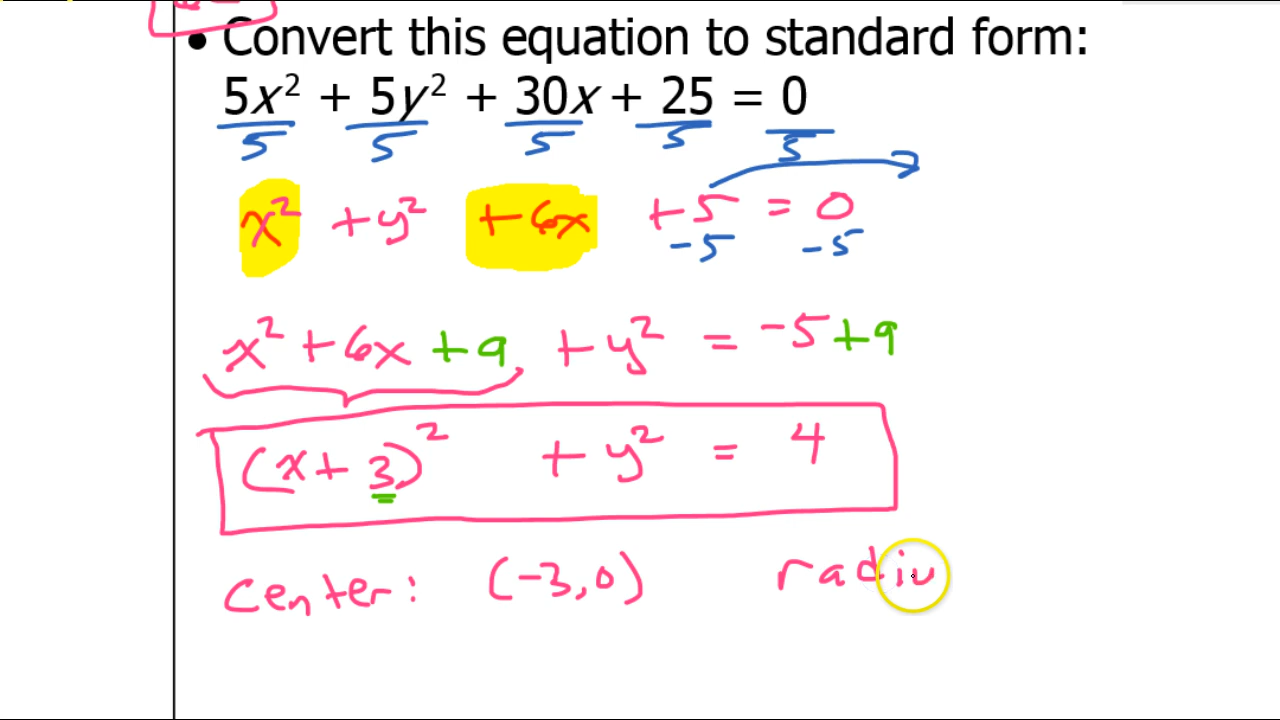 • Convert this equation to standard form:
5x² + 5y² + 30x + 25 = 0
5 5 5 5 5
x² + y² + 6x + 5 = 0
-5 -5
x² + 6x + 9 + y² = -5 + 9
(x + 3)² + y² = 4
center: (-3, 0) radiu